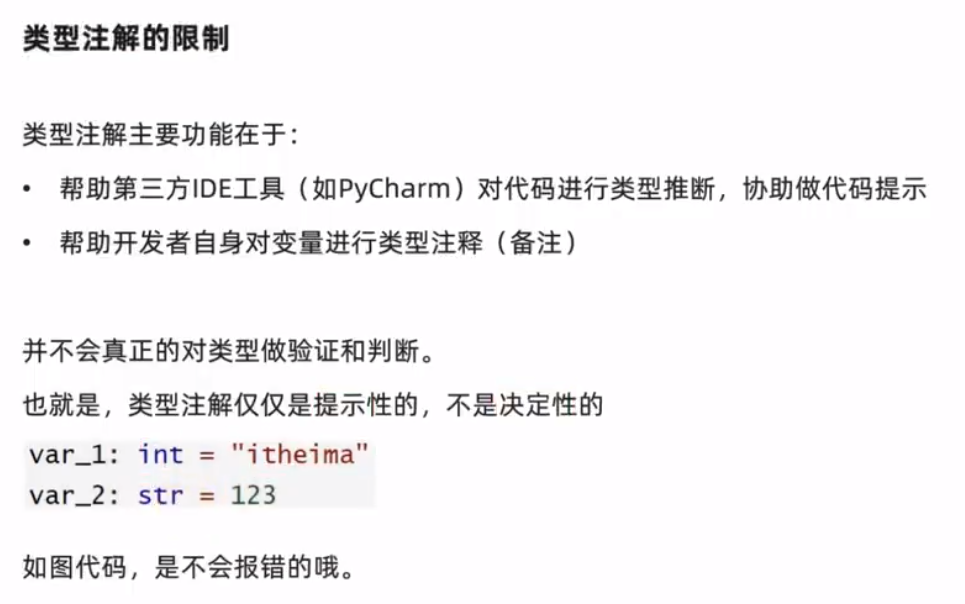 类型注解的限制
类型注解主要功能在于：
• 帮助第三方IDE工具（如PyCharm）对代码进行类型推断，协助做代码提示
• 帮助开发者自身对变量进行类型注释（备注）
并不会真正的对类型做验证和判断。
也就是，类型注解仅仅是提示性的，不是决定性的
var_1: int = "itheima"
var_2: str = 123
如图代码，是不会报错的哦。